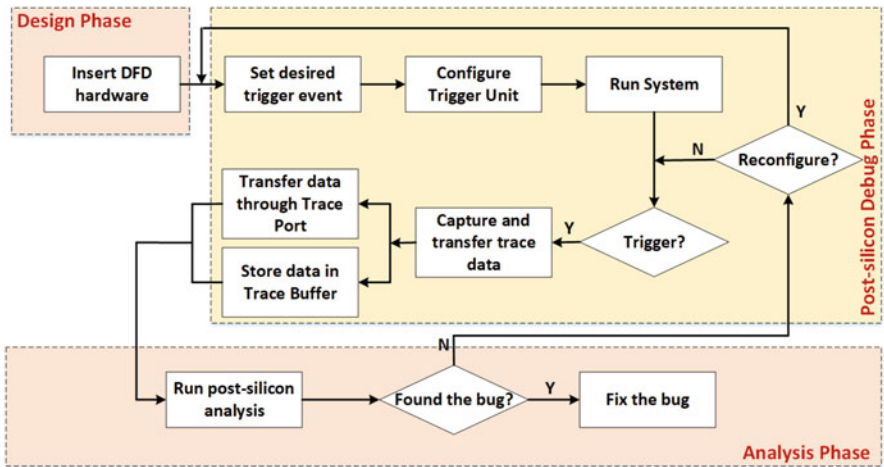 Design Phase
Insert DFD
hardware
Set desired
trigger event
Configure
Trigger Unit
Run System
Y
N
Reconfigure?
Post-silicon Debug Phase
Transfer data
through Trace
Port
Store data in
Trace Buffer
Capture and
transfer trace
data
Y
Trigger?
N
Run post-silicon
analysis
Found the bug?
Y
Fix the bug
Analysis Phase